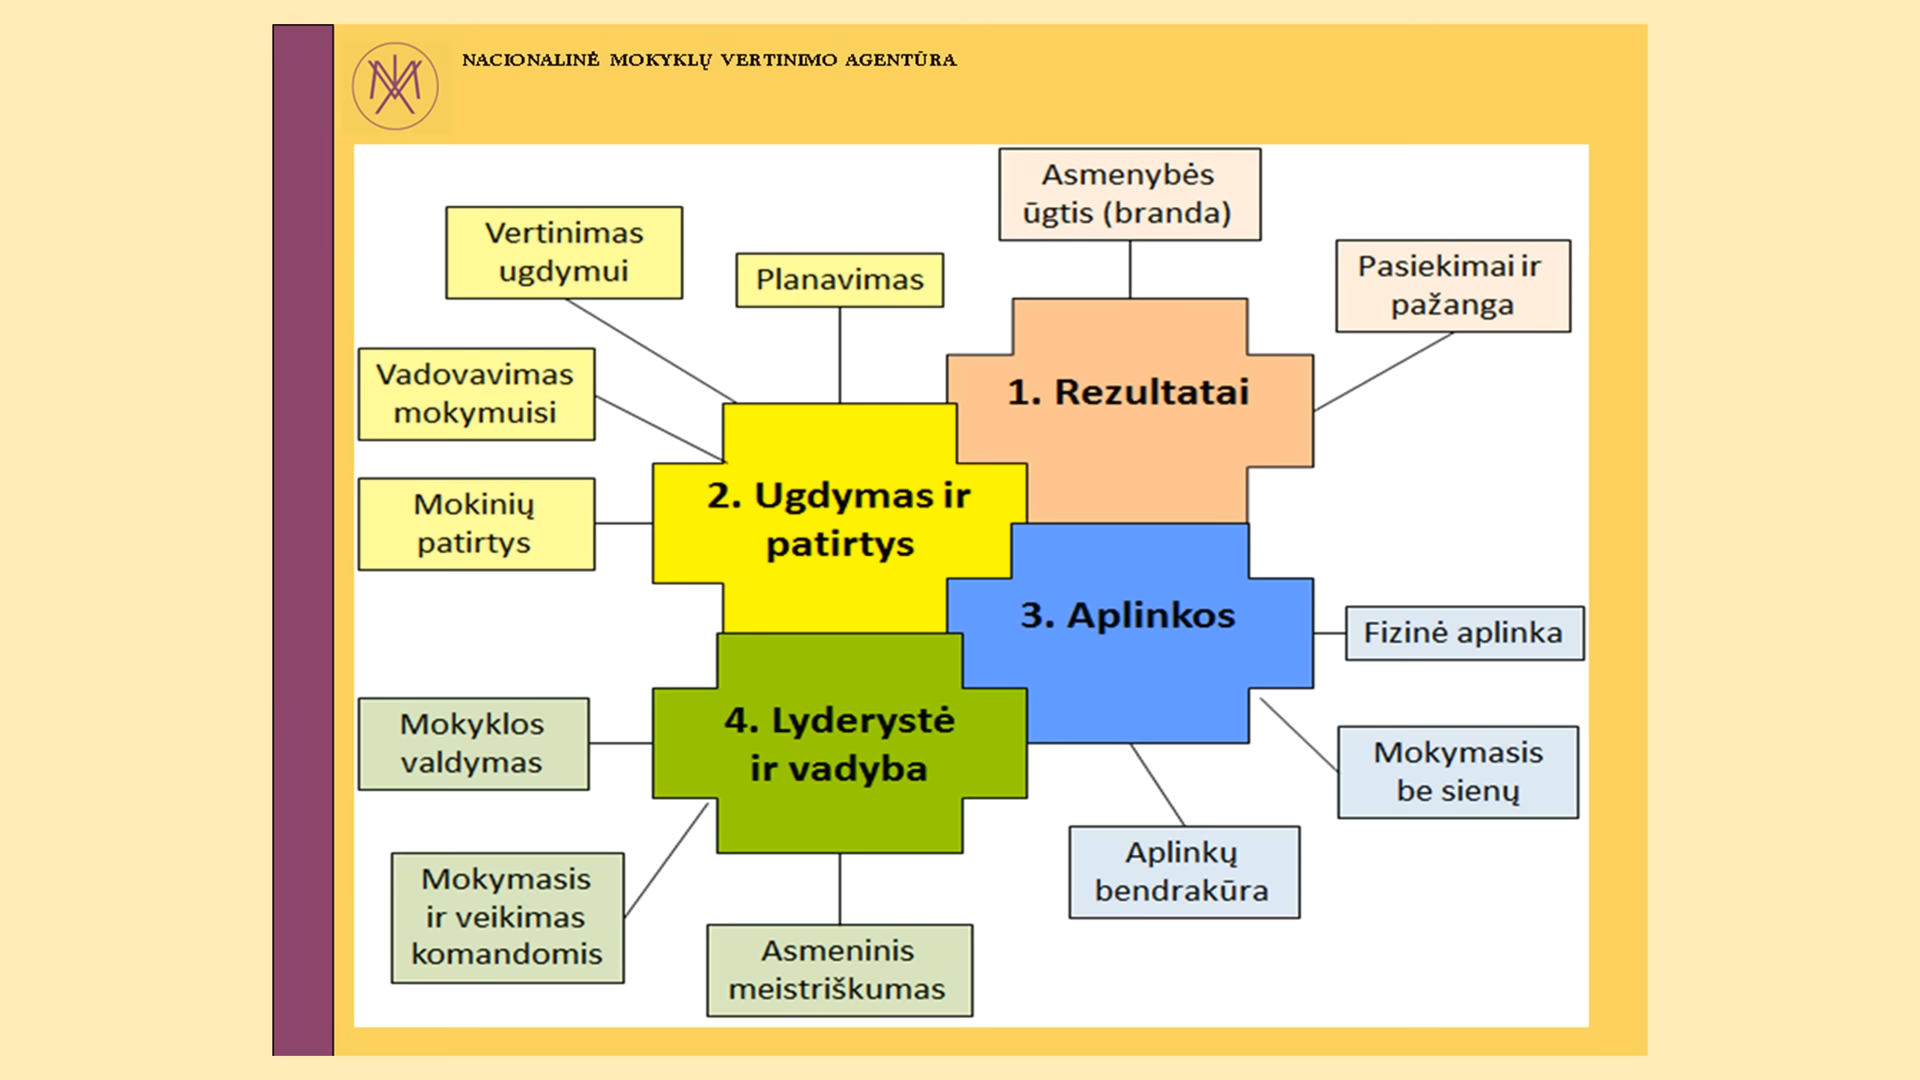 NACIONALINĖ MOKYKLŲ VERTINIMO AGENTŪRA
Asmenybės
ūgtis (branda)
Vertinimas
ugdymui
Planavimas
Pasiekimai ir
pažanga
Vadovavimas
mokymuisi
1. Rezultatai
Mokinių
patirtys
2. Ugdymas ir
patirtys
3. Aplinkos
Fizinė aplinka
Mokyklos
valdymas
4. Lyderystė
ir vadyba
Mokymasis
be sienų
Aplinkų
bendrakūra
Mokymasis
ir veikimas
komandomis
Asmeninis
meistriškumas